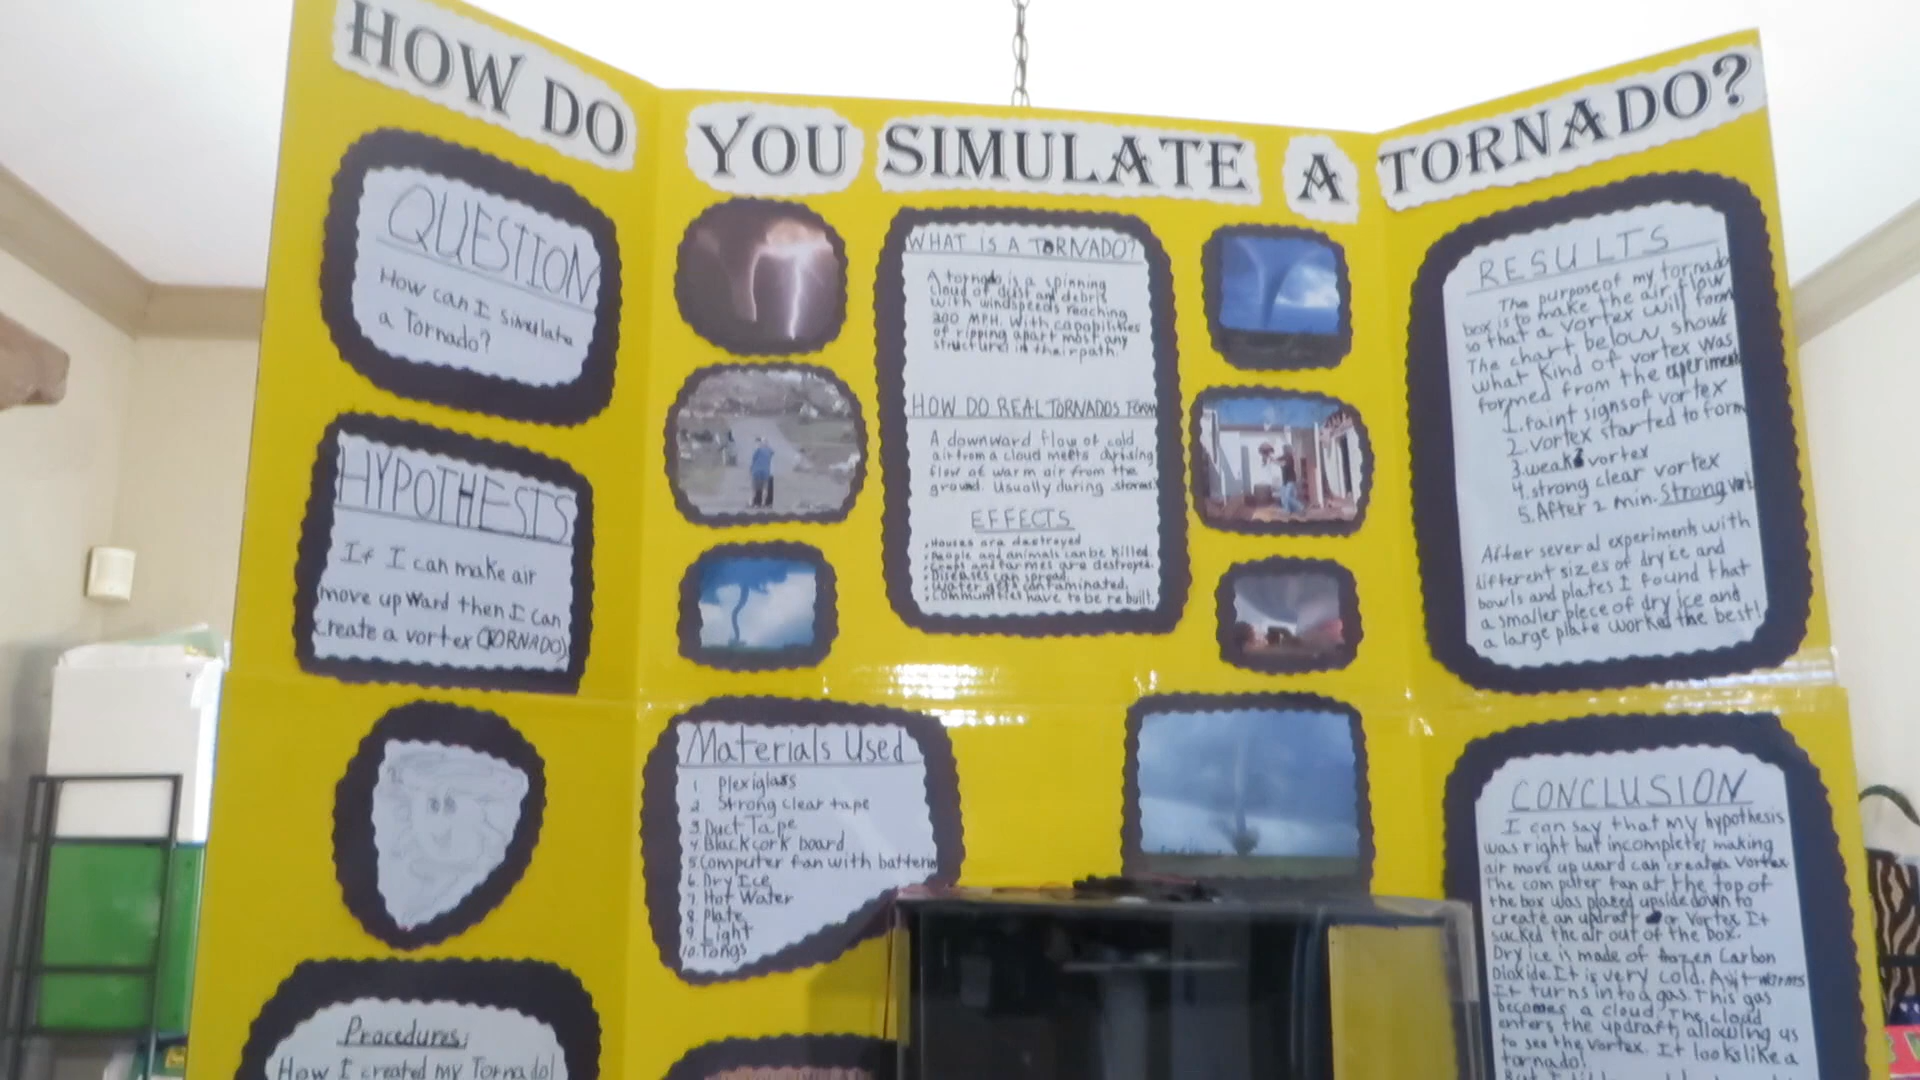 HOW DO YOU SIMULATE A TORNADO?
QUESTION
How can I simulate
a Tornado?
HYPOTHESIS
If I can make air
move upward then I can
create a vortex (TORNADO)
Procedures:
How I created my Tornado!
WHAT IS A TORNADO?
A tornado is a spinning
cloud of dust and debris
with windspeeds reaching
300 MPH. With capabilities
of ripping apart most any
structures in their path.
HOW DO REAL TORNADOS FORM
A downward flow of cold
air from a cloud meets a rising
flow of warm air from the
ground. Usually during storms.
EFFECTS
• Houses are destroyed
• People and animals can be killed.
• Crops and farmes are destroyed.
• Diseases can spread.
• Water gets contaminated.
• Communities have to be rebuilt.
Materials Used
1. Plexiglass
2. Strong clear tape
3. Duct Tape
4. Black cork board
5. Computer fan with batterie
6. Dry Ice
7. Hot Water
8. Plate
9. Light
10. Tongs
RESULTS
The purpose of my tornado
box is to make the air flow
so that a vortex will form
The chart below shows
what kind of vortex was
formed from the experiment
1. faint signs of vortex
2. vortex started to form
3. weak vortex
4. strong clear vortex
5. After 2 min. Strong
After several experiments with
different sizes of dry ice and
bowls and plates I found that
a smaller piece of dry ice and
a large plate worked the best!
CONCLUSION
I can say that my hypothesis
was right but incomplete, making
air move upward can create a vortex
The computer fan at the top of
the box was placed upside down to
create an updraft or Vortex It
sucked the air out of the box.
Dry ice is made of frozen Carbon
Dioxide. It is very cold. As it warms
It turns into a gas. This gas
becomes a cloud. The cloud
enters the updraft, allowing us
to see the vortex. It looks like a
tornado!